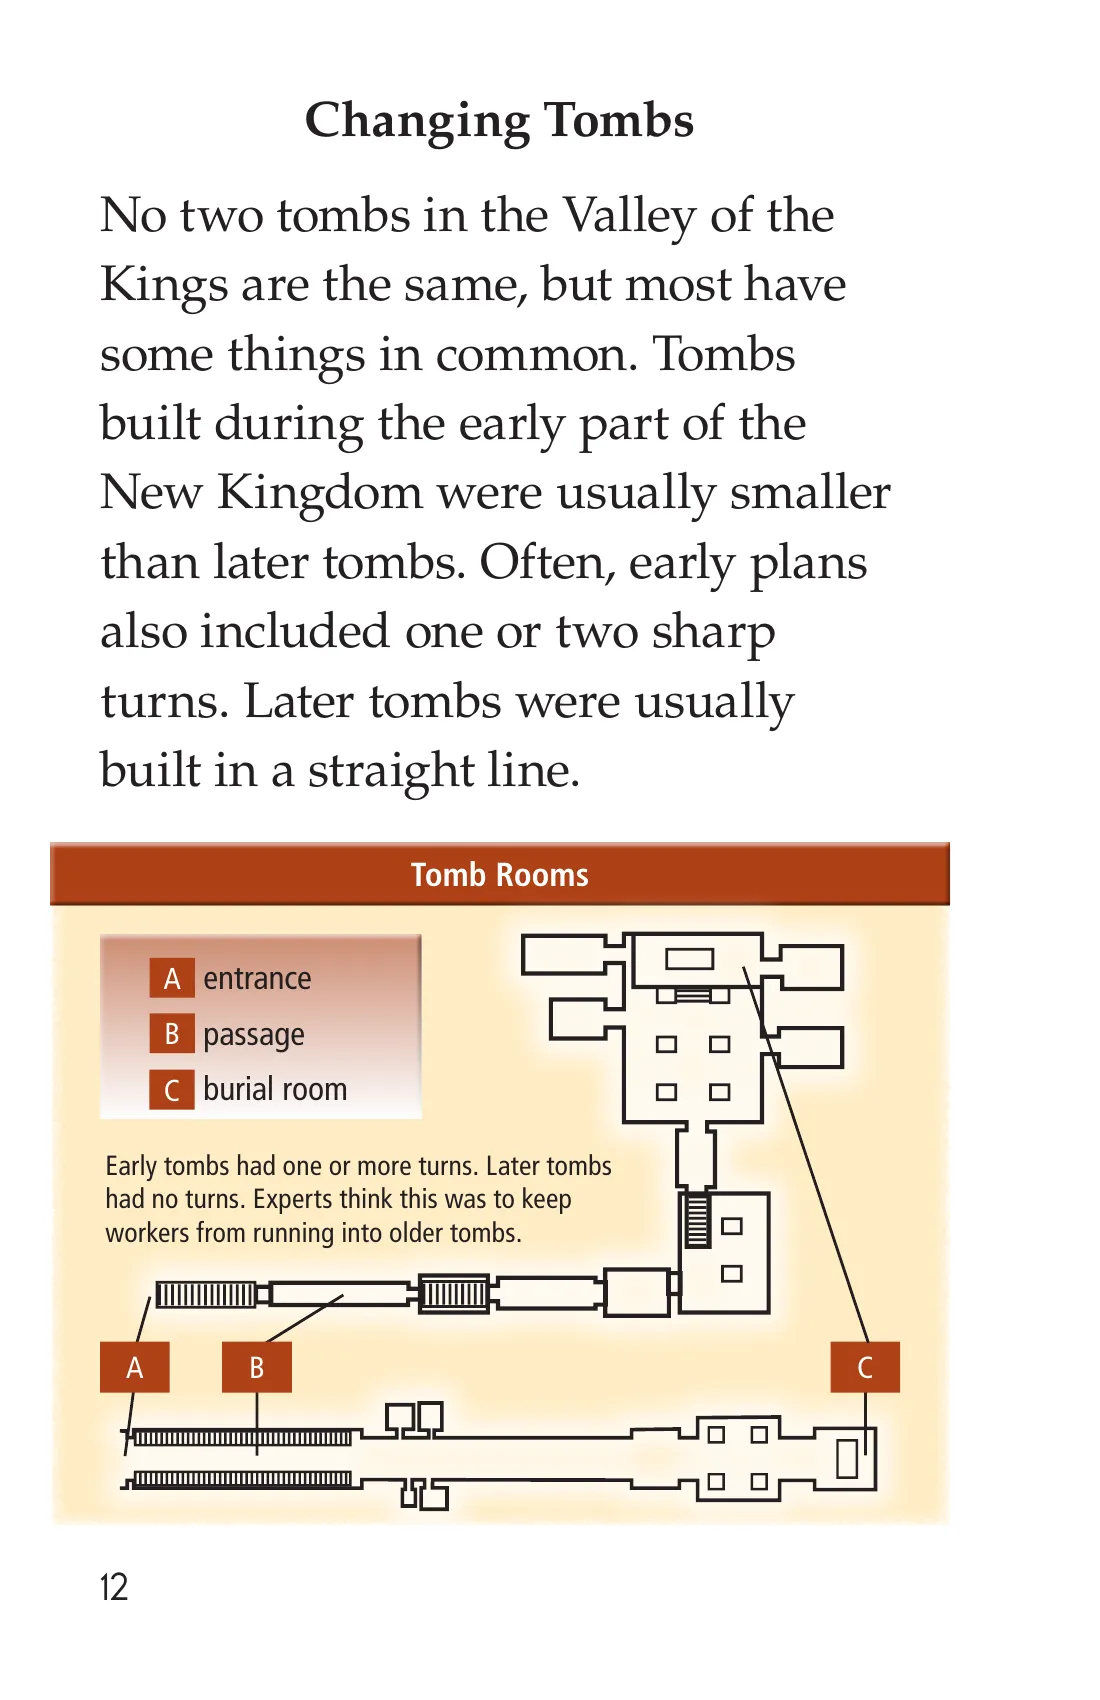 Changing Tombs
No two tombs in the Valley of the
Kings are the same, but most have
some things in common. Tombs
built during the early part of the
New Kingdom were usually smaller
than later tombs. Often, early plans
also included one or two sharp
turns. Later tombs were usually
built in a straight line.
Tomb Rooms
A entrance
B passage
C burial room
Early tombs had one or more turns. Later tombs
had no turns. Experts think this was to keep
workers from running into older tombs.
A B C
12